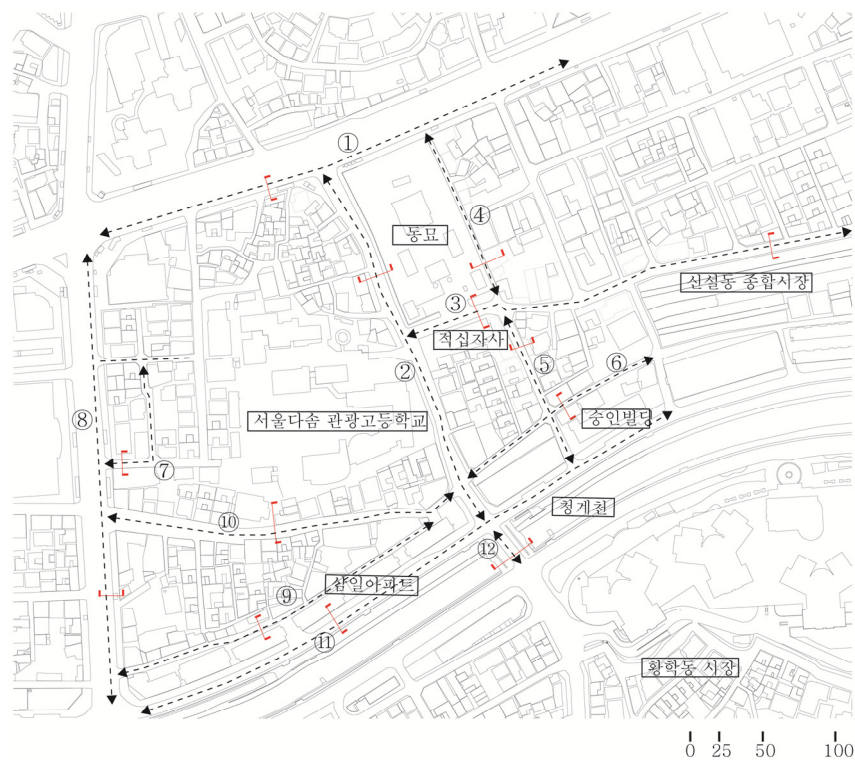 ①
④
동묘
③
신설동 종합시장
적십자사
②
⑤
⑥
⑧
서울다솜 관광고등학교
숭인빌딩
⑦
⑩
청계천
⑫
⑨
삼일아파트
⑪
황학동 시장
0 25 50 100